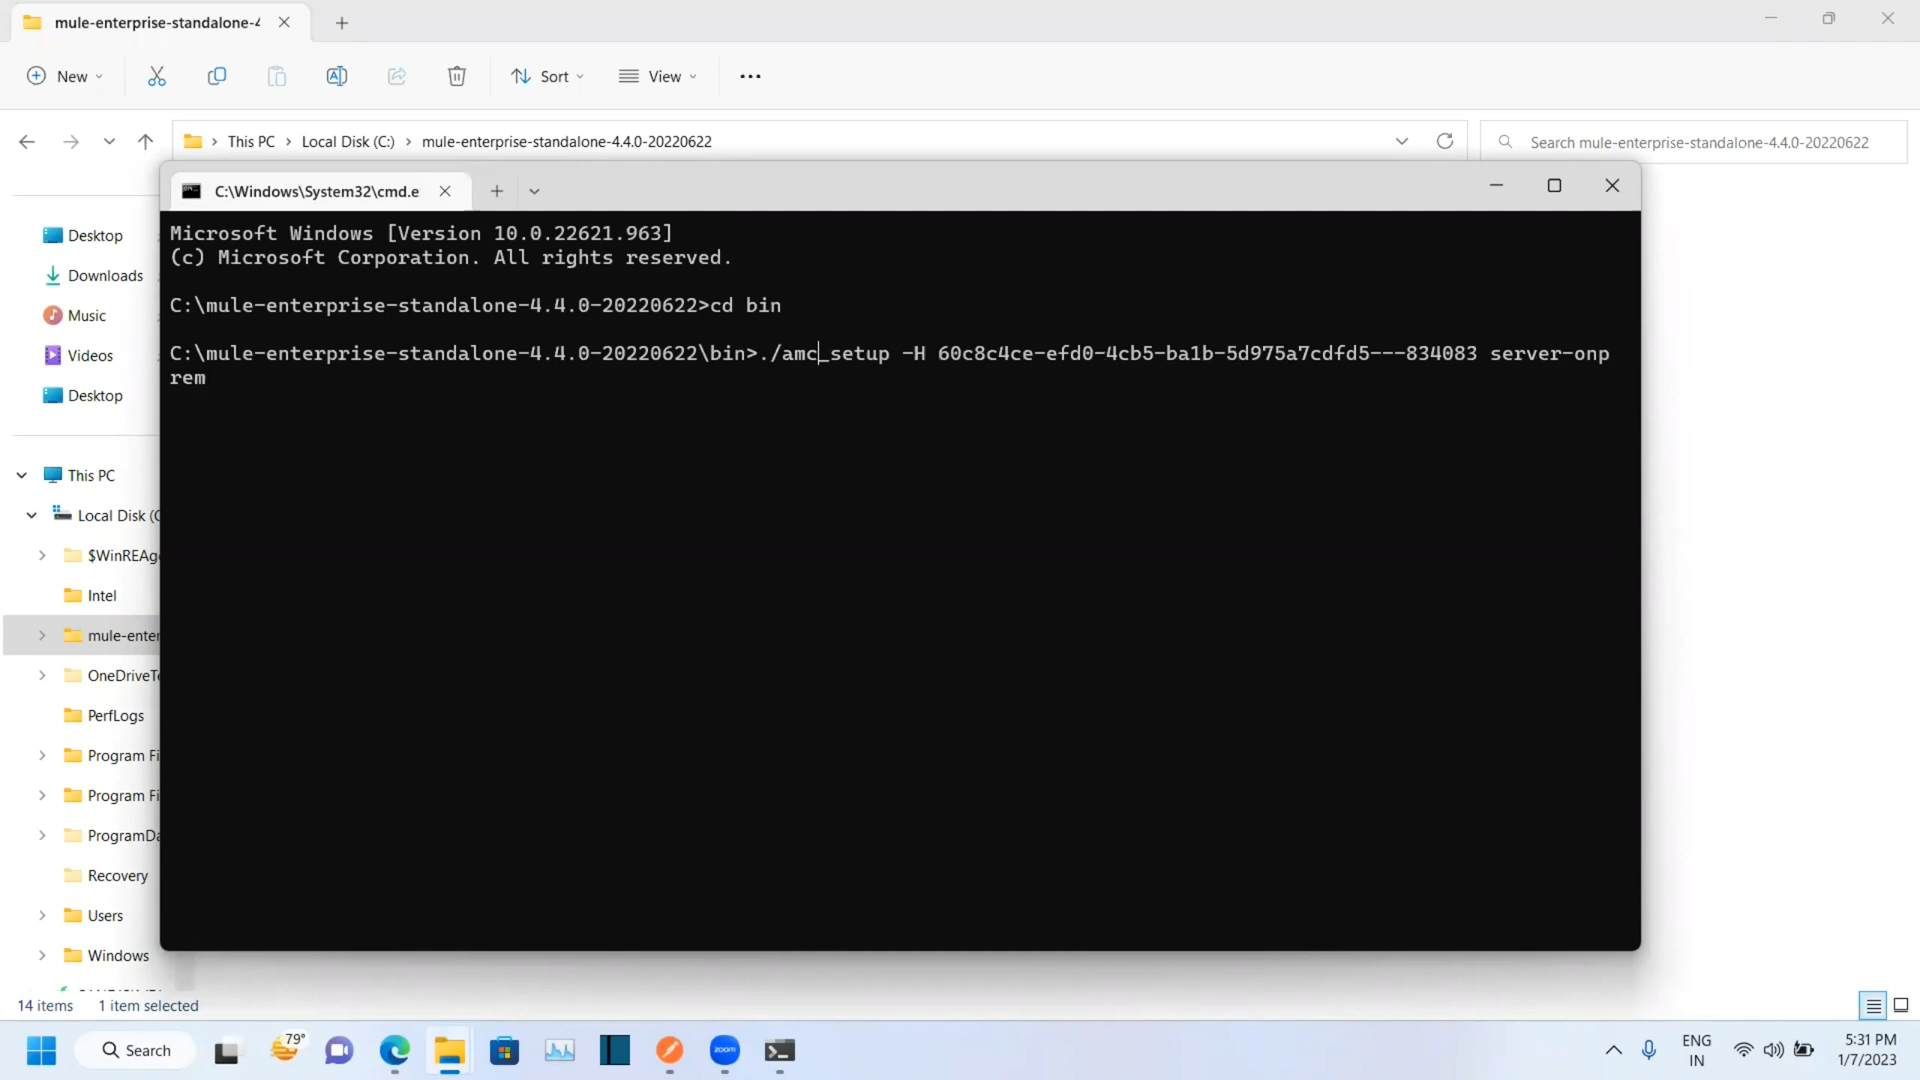 mule-enterprise-standalone-4
New
Sort
View
This PC > Local Disk (C:) > mule-enterprise-standalone-4.4.0-20220622
Search mule-enterprise-standalone-4.4.0-20220622
C:\Windows\System32\cmd.e
Microsoft Windows [Version 10.0.22621.963]
(c) Microsoft Corporation. All rights reserved.
C:\mule-enterprise-standalone-4.4.0-20220622>cd bin
C:\mule-enterprise-standalone-4.4.0-20220622\bin>./amc_setup -H 60c8c4ce-efd0-4cb5-ba1b-5d975a7cdfd5---834083 server-onp
rem
Desktop
Downloads
Music
Videos
Desktop
This PC
Local Disk (C
$WinREAg
Intel
mule-enter
OneDriveTe
PerfLogs
Program Fi
Program Fi
ProgramDa
Recovery
Users
Windows
14 items 1 item selected
Search
79°
zoom
ENG
IN
5:31 PM
1/7/2023